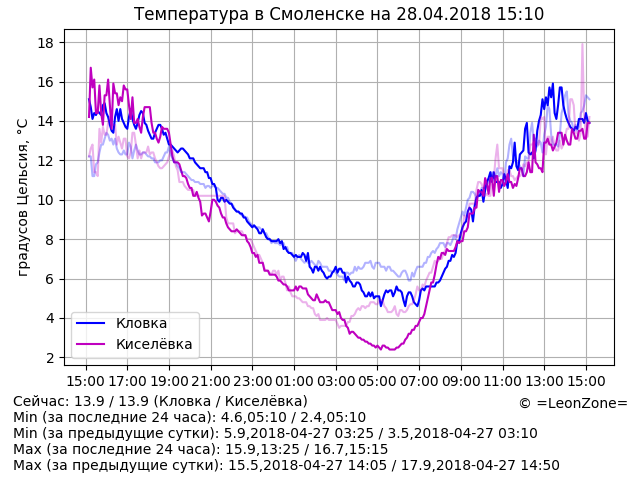 Температура в Смоленске на 28.04.2018 15:10
градусов Цельсия, °C
18
16
14
12
10
8
6
4
2
Кловка
Киселёвка
15:00 17:00 19:00 21:00 23:00 01:00 03:00 05:00 07:00 09:00 11:00 13:00 15:00
Сейчас: 13.9 / 13.9 (Кловка / Киселёвка)
© =LeonZone=
Min (за последние 24 часа): 4.6,05:10 / 2.4,05:10
Min (за предыдущие сутки): 5.9,2018-04-27 03:25 / 3.5,2018-04-27 03:10
Max (за последние 24 часа): 15.9,13:25 / 16.7,15:15
Max (за предыдущие сутки): 15.5,2018-04-27 14:05 / 17.9,2018-04-27 14:50